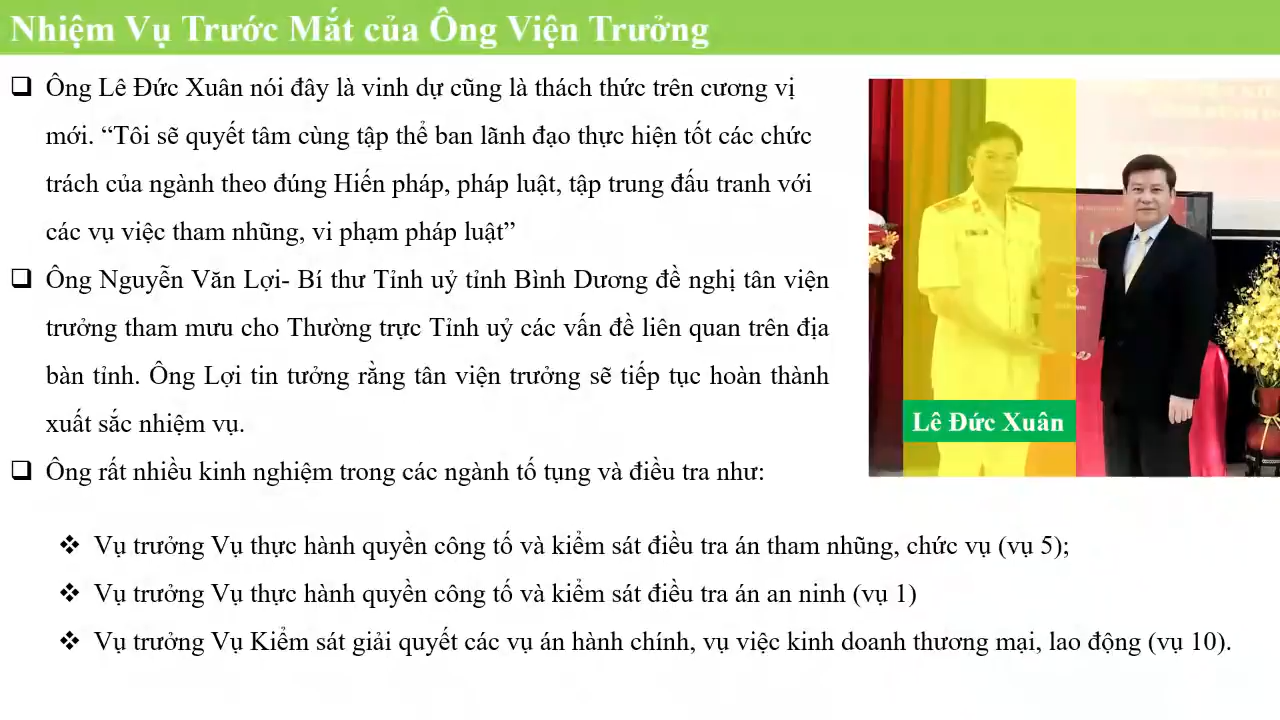 Nhiệm Vụ Trước Mắt của Ông Viện Trưởng
Ông Lê Đức Xuân nói đây là vinh dự cũng là thách thức trên cương vị
mới. “Tôi sẽ quyết tâm cùng tập thể ban lãnh đạo thực hiện tốt các chức
trách của ngành theo đúng Hiến pháp, pháp luật, tập trung đấu tranh với
các vụ việc tham nhũng, vi phạm pháp luật”
Ông Nguyễn Văn Lợi- Bí thư Tỉnh uỷ tỉnh Bình Dương đề nghị tân viện
trưởng tham mưu cho Thường trực Tỉnh uỷ các vấn đề liên quan trên địa
bàn tỉnh. Ông Lợi tin tưởng rằng tân viện trưởng sẽ tiếp tục hoàn thành
xuất sắc nhiệm vụ.
Ông rất nhiều kinh nghiệm trong các ngành tố tụng và điều tra như:
Lê Đức Xuân
Vụ trưởng Vụ thực hành quyền công tố và kiểm sát điều tra án tham nhũng, chức vụ (vụ 5);
Vụ trưởng Vụ thực hành quyền công tố và kiểm sát điều tra án an ninh (vụ 1)
Vụ trưởng Vụ Kiểm sát giải quyết các vụ án hành chính, vụ việc kinh doanh thương mại, lao động (vụ 10).